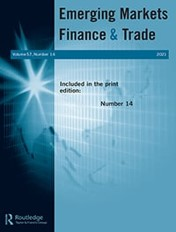 Emerging Markets
Finance & Trade
Volume 57, Number 14
2021
Included in the print
edition:
Number 14
Routledge
Taylor & Francis Group